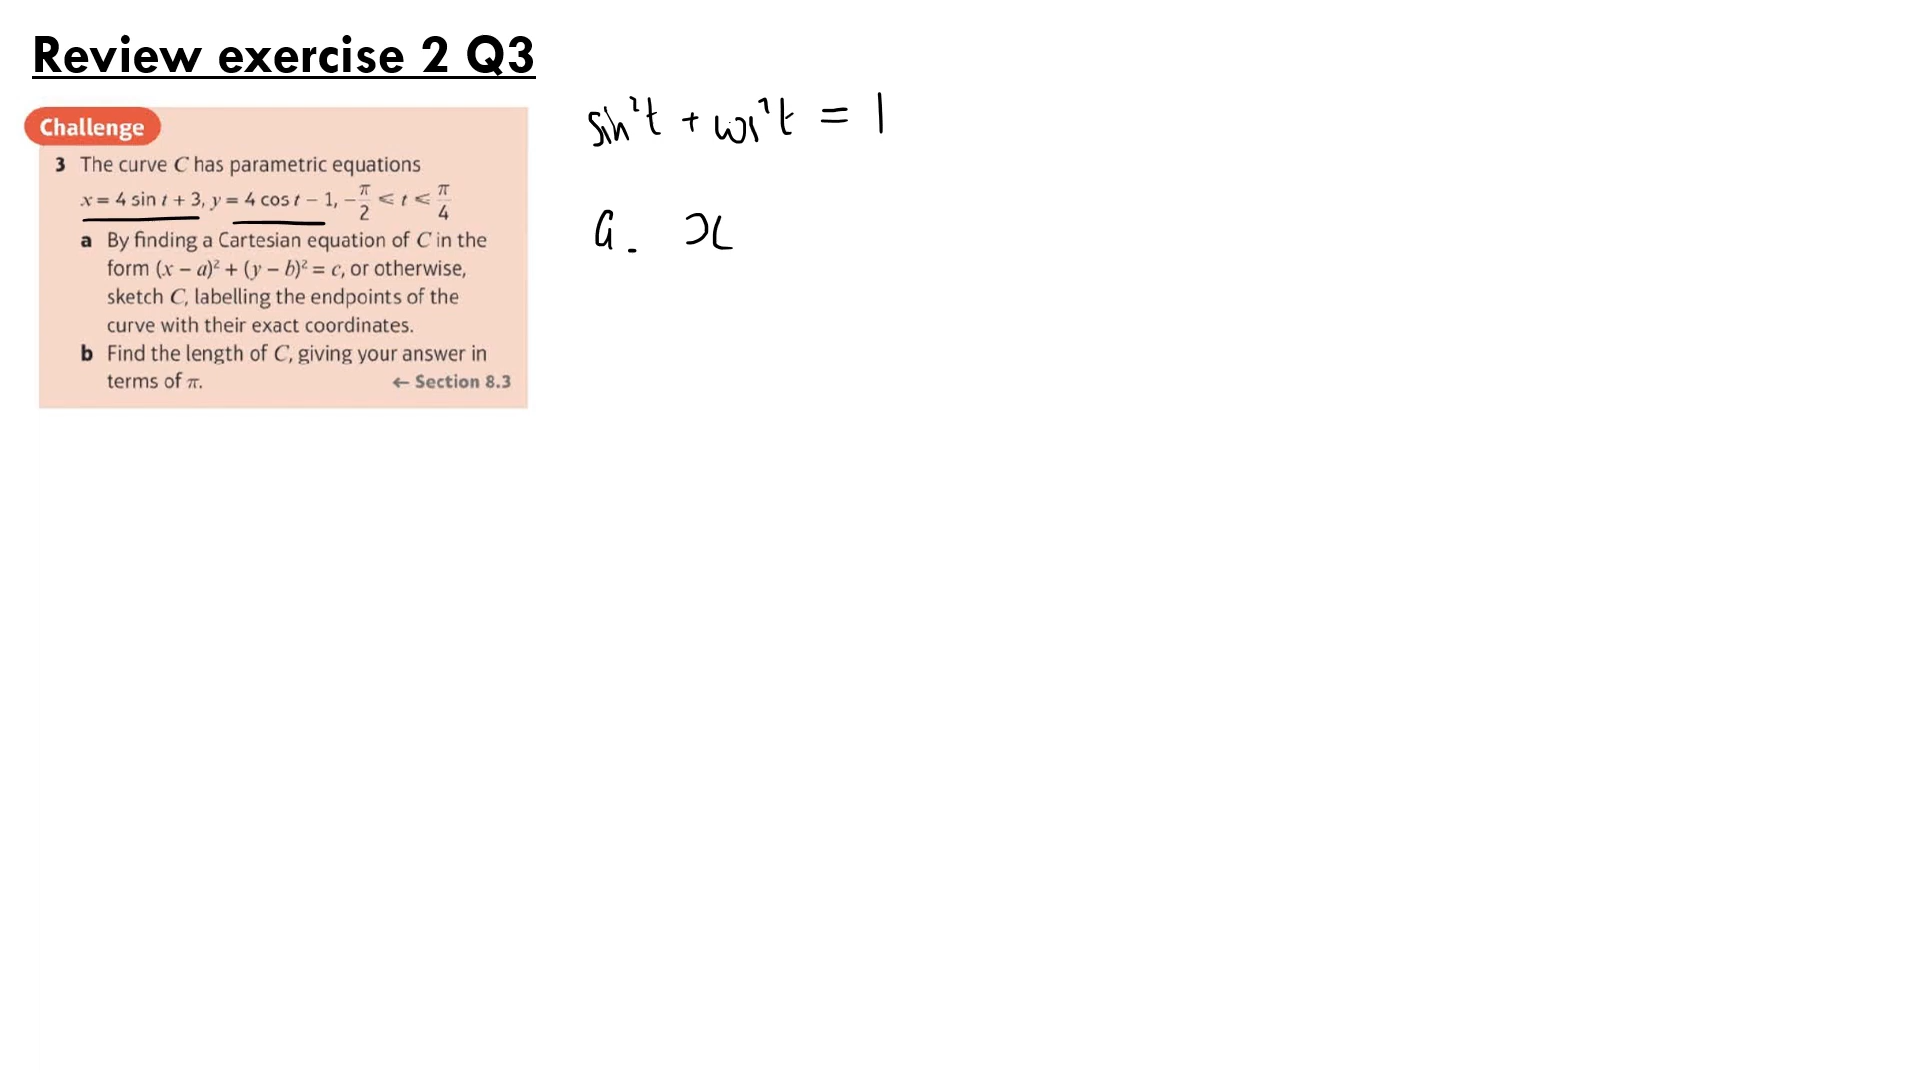 Review exercise 2 Q3
Challenge
3 The curve C has parametric equations
x = 4 sin t + 3, y = 4 cos t − 1, −π/2 ⩽ t ⩽ π/4
a By finding a Cartesian equation of C in the
form (x − a)² + (y − b)² = c, or otherwise,
sketch C, labelling the endpoints of the
curve with their exact coordinates.
b Find the length of C, giving your answer in
terms of π. ← Section 8.3
sin²t + cos²t = 1
a. x